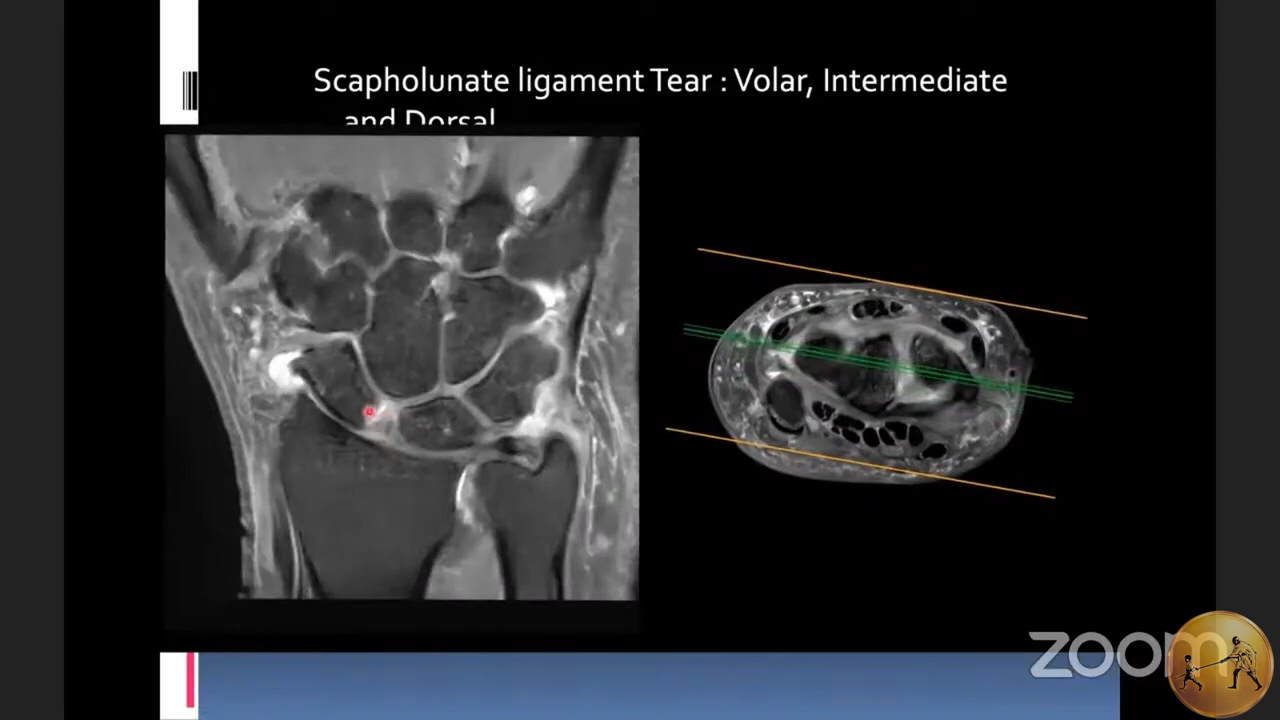 Scapholunate ligament Tear : Volar, Intermediate
and Dorsal
zoom